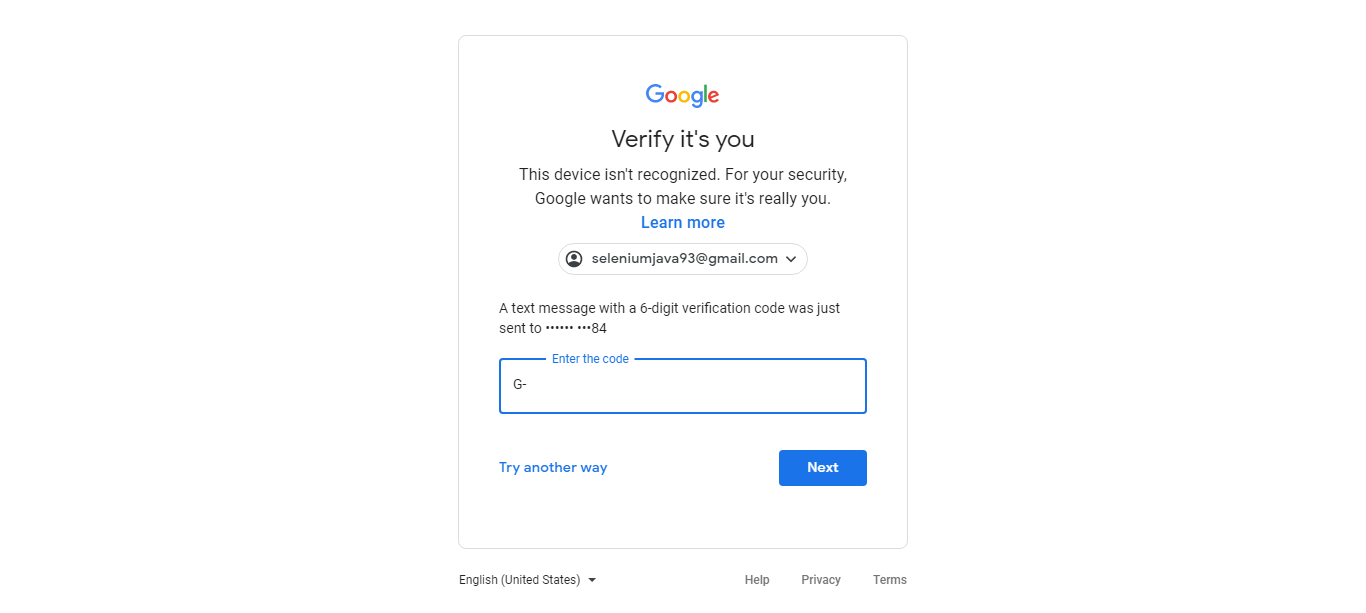 Google
Verify it's you
This device isn't recognized. For your security,
Google wants to make sure it's really you.
Learn more
seleniumjava93@gmail.com
A text message with a 6-digit verification code was just
sent to •••••• •••84
Enter the code
G-
Try another way
Next
English (United States)
Help
Privacy
Terms